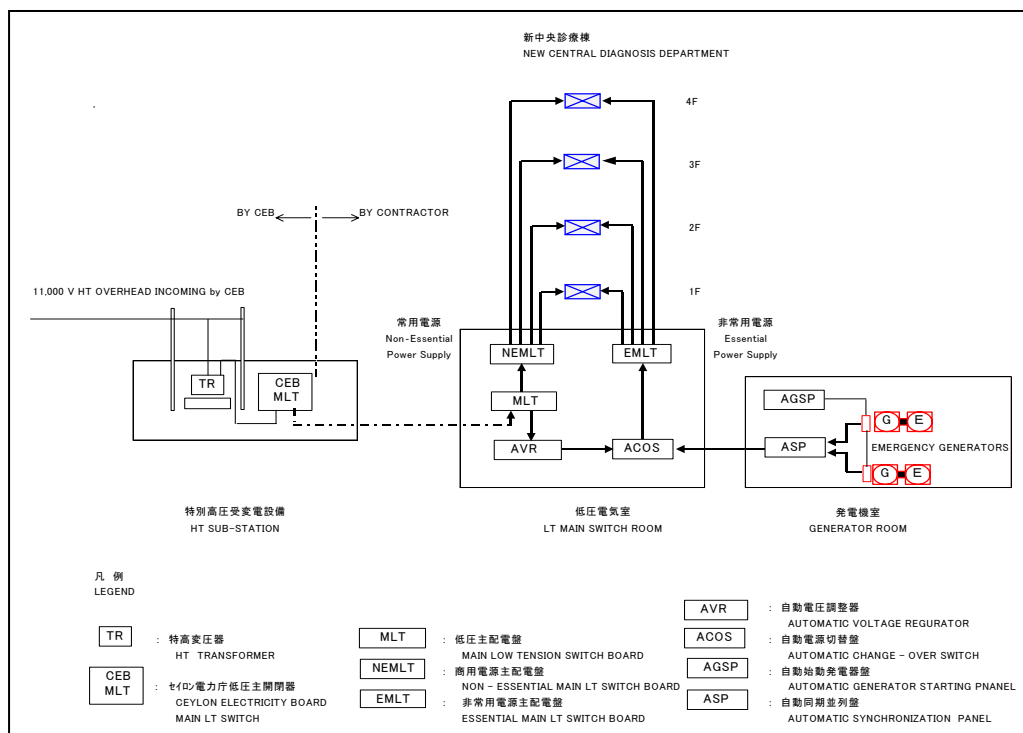 新中央診療棟
NEW CENTRAL DIAGNOSIS DEPARTMENT
4F
3F
2F
1F
BY CEB
BY CONTRACTOR
11,000 V HT OVERHEAD INCOMING by CEB
常用電源
Non-Essential
Power Supply
非常用電源
Essential
Power Supply
TR
CEB
MLT
NEMLT
EMLT
MLT
AVR
ACOS
AGSP
ASP
G E
EMERGENCY GENERATORS
G E
特別高圧受変電設備
HT SUB-STATION
低圧電気室
LT MAIN SWITCH ROOM
発電機室
GENERATOR ROOM
凡 例
LEGEND
TR : 特高変圧器
HT TRANSFORMER
CEB
MLT : セイロン電力庁低圧主開閉器
CEYLON ELECTRICITY BOARD
MAIN LT SWITCH
MLT : 低圧主配電盤
MAIN LOW TENSION SWITCH BOARD
NEMLT : 商用電源主配電盤
NON - ESSENTIAL MAIN LT SWITCH BOARD
EMLT : 非常用電源主配電盤
ESSENTIAL MAIN LT SWITCH BOARD
AVR : 自動電圧調整器
AUTOMATIC VOLTAGE REGURATOR
ACOS : 自動電源切替盤
AUTOMATIC CHANGE - OVER SWITCH
AGSP : 自動始動発電器盤
AUTOMATIC GENERATOR STARTING PNANEL
ASP : 自動同期並列盤
AUTOMATIC SYNCHRONIZATION PANEL